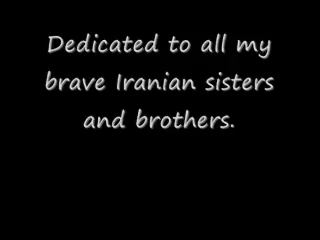 Dedicated to all my
brave Iranian sisters
and brothers.